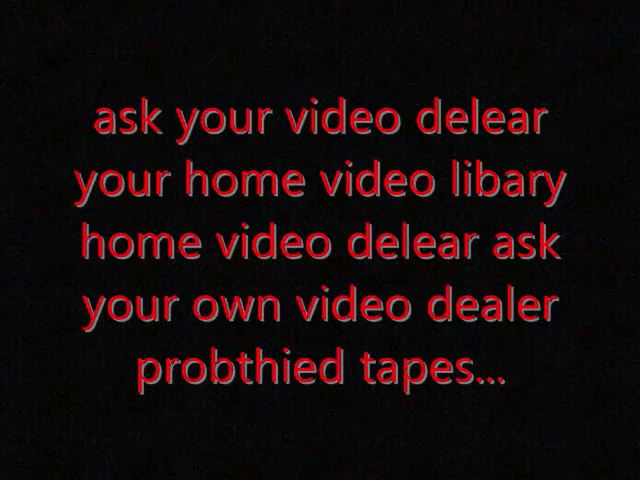 ask your video delear
your home video libary
home video delear ask
your own video dealer
probthied tapes...